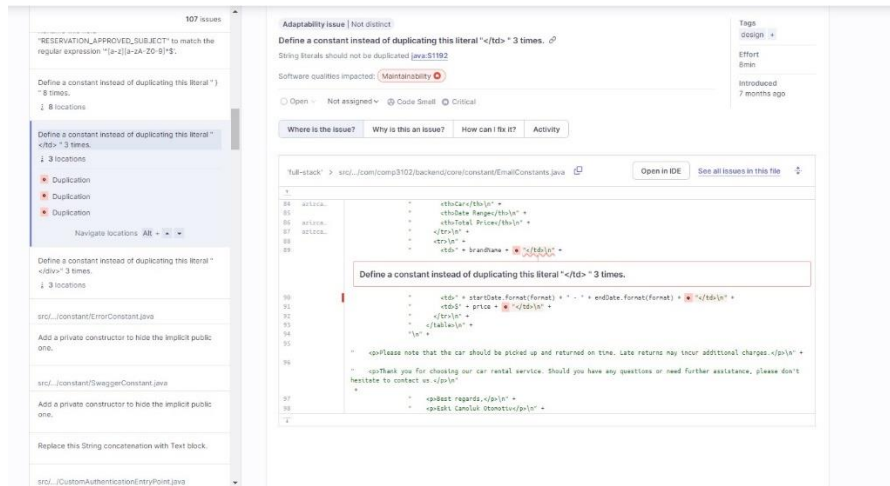 107 issues
"RESERVATION_APPROVED_SUBJECT" to match the
regular expression '^[a-z][a-zA-Z0-9]*$'.
Define a constant instead of duplicating this literal " )
" 8 times.
8 locations
Define a constant instead of duplicating this literal "
</td> " 3 times.
3 locations
Duplication
Duplication
Duplication
Navigate locations Alt +
Define a constant instead of duplicating this literal "
</div>" 3 times.
3 locations
src/.../constant/ErrorConstant.java
Add a private constructor to hide the implicit public
one.
src/.../constant/SwaggerConstant.java
Add a private constructor to hide the implicit public
one.
Replace this String concatenation with Text block.
src/.../CustomAuthenticationEntryPoint.java
Adaptability issue | Not distinct
Define a constant instead of duplicating this literal "</td> " 3 times.
String literals should not be duplicated java:S1192
Software qualities impacted: Maintainability
Open Not assigned Code Smell Critical
Tags
design +
Effort
8min
Introduced
7 months ago
Where is the issue? Why is this an issue? How can I fix it? Activity
'full-stack' > src/.../com/comp3102/backend/core/constant/EmailConstants.java Open in IDE See all issues in this file
84 " <th>Car</th>\n" +
85 " <th>Date Range</th>\n" +
86 " <th>Total Price</th>\n" +
87 " </tr>\n" +
88 " <tr>\n" +
89 " <td>" + brandName + "</td>\n" +
Define a constant instead of duplicating this literal "</td> " 3 times.
90 " <td>" + startDate.format(format) + " - " + endDate.format(format) + "</td>\n" +
91 " <td>$" + price + "</td>\n" +
92 " </tr>\n" +
93 " </table>\n" +
94 "\n" +
95
" <p>Please note that the car should be picked up and returned on time. Late returns may incur additional charges.</p>\n" +
96
" <p>Thank you for choosing our car rental service. Should you have any questions or need further assistance, please don't
hesitate to contact us.</p>\n"
+
97 " <p>Best regards,</p>\n" +
98 " <p>Eski Camoluk Otomotiv</p>\n" +